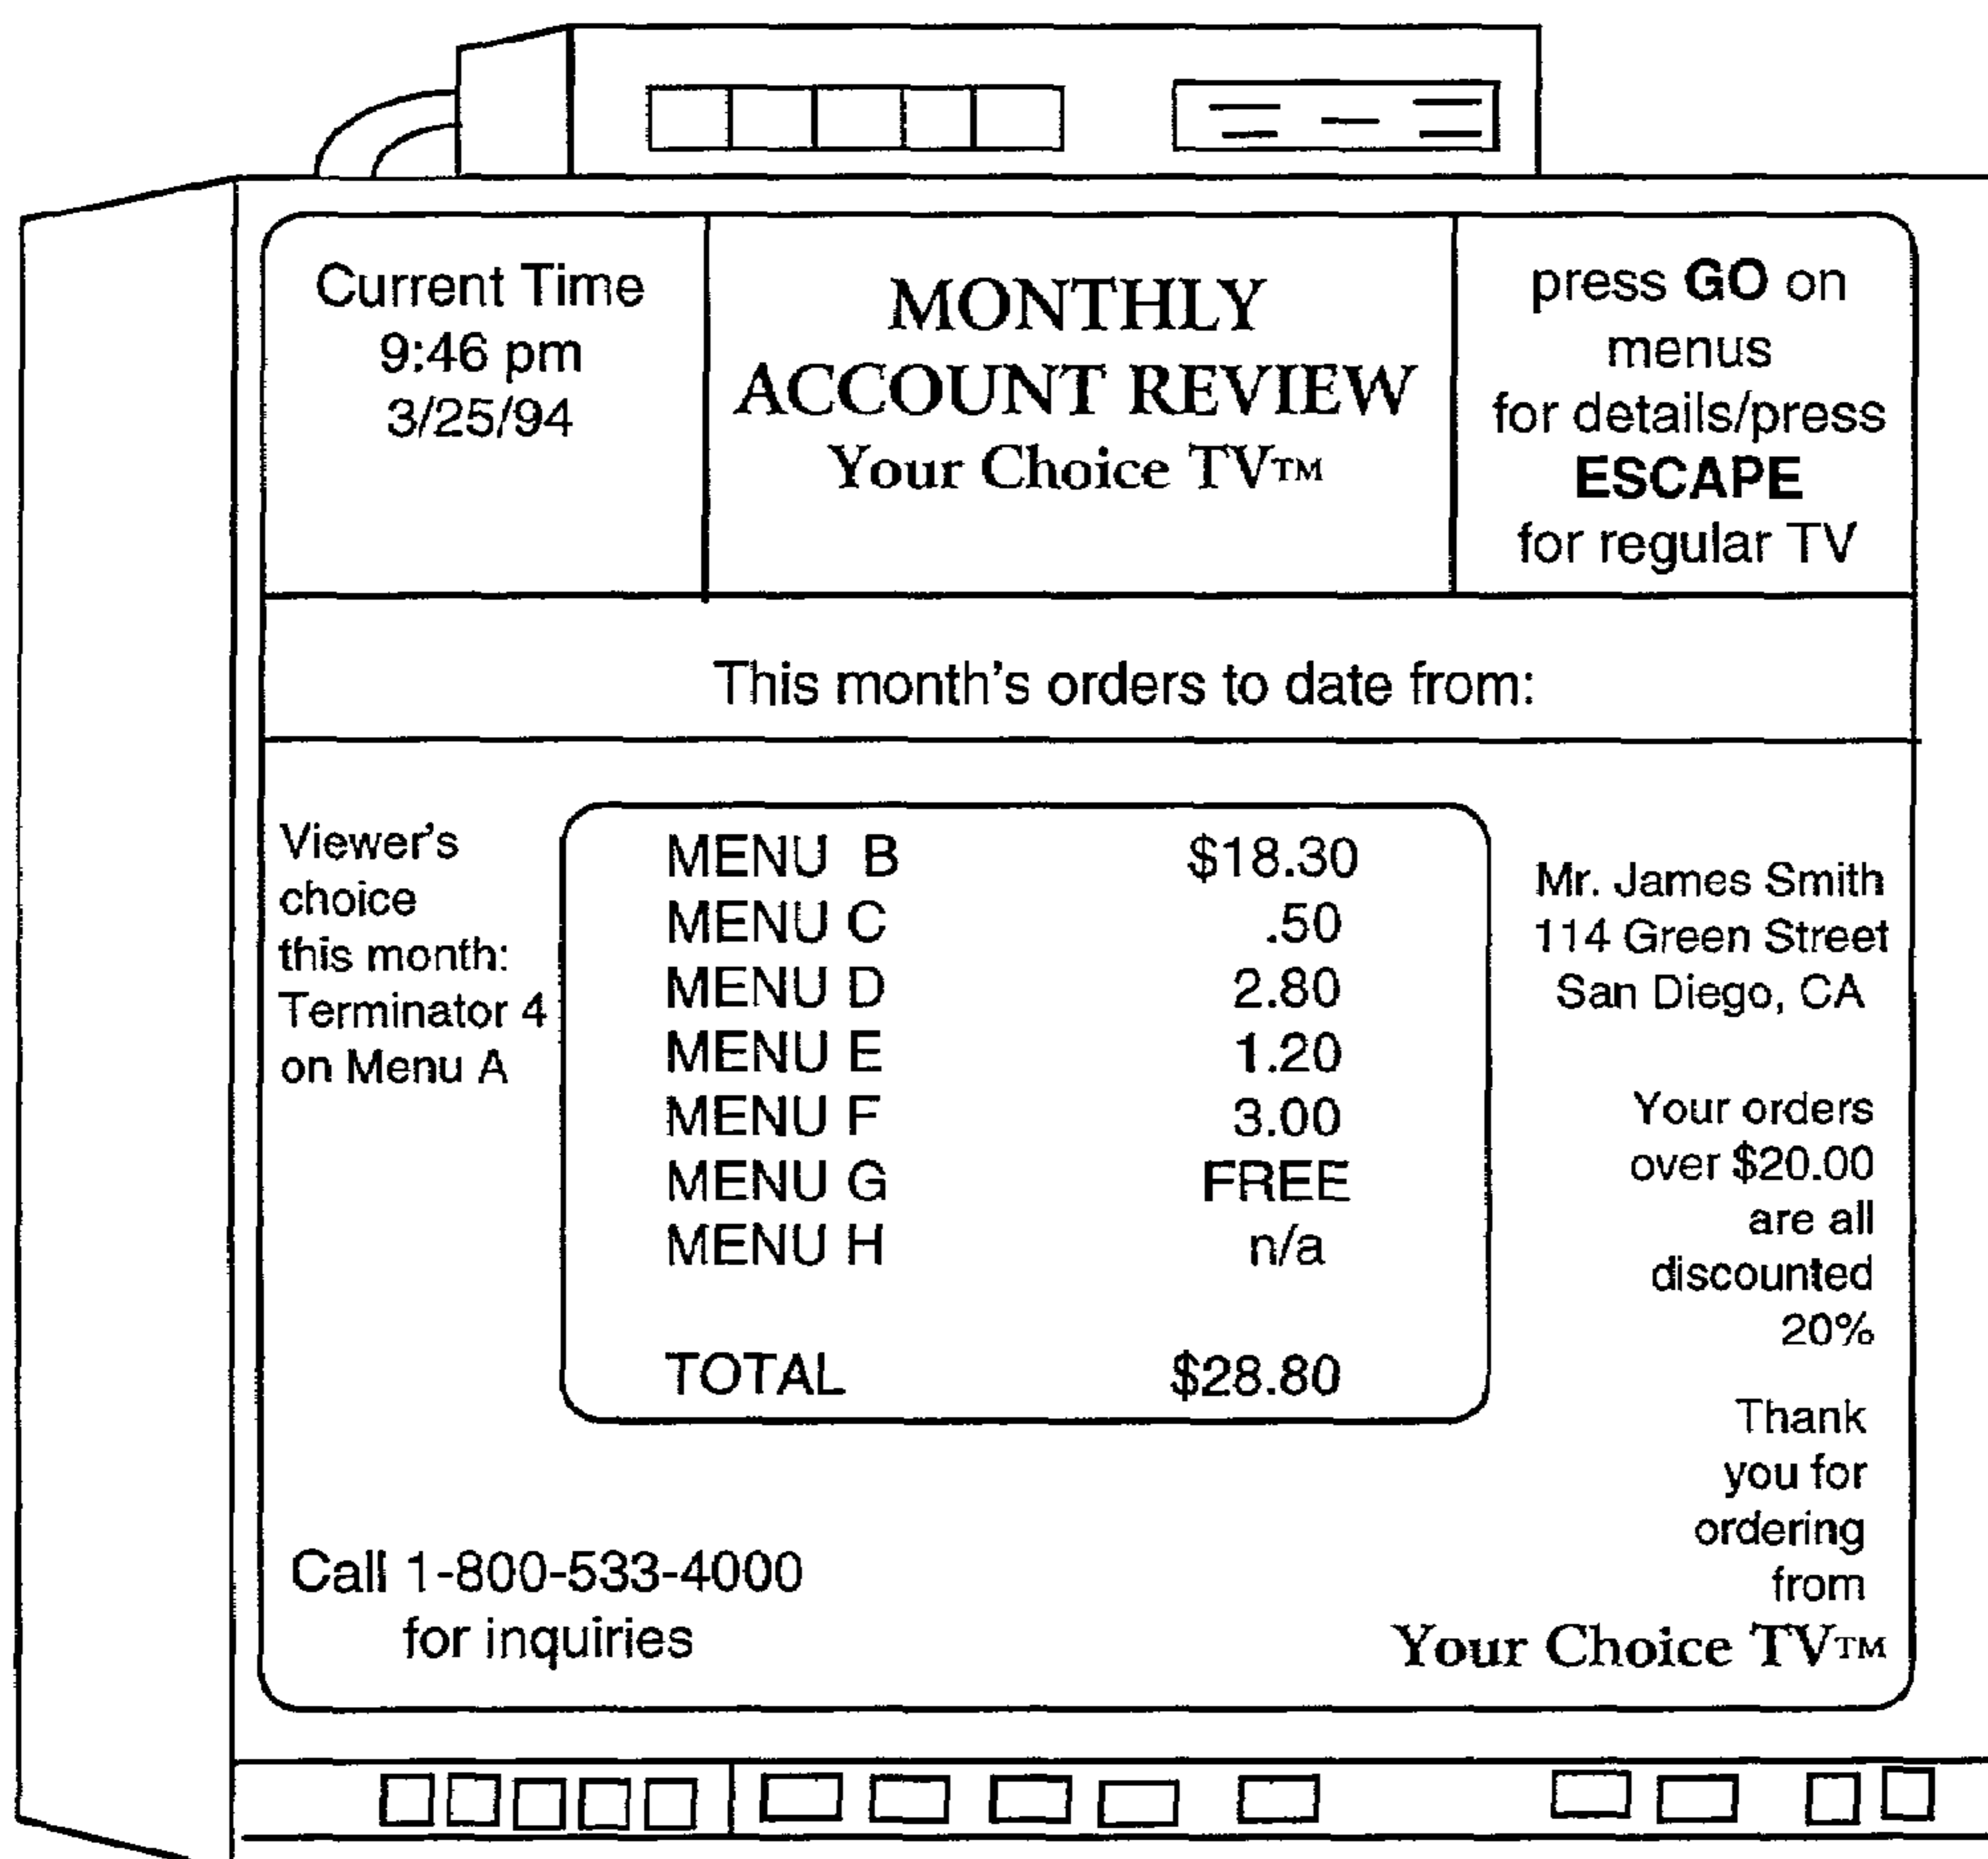 Current Time
9:46 pm
3/25/94
MONTHLY
ACCOUNT REVIEW
Your Choice TV™
press GO on
menus
for details/press
ESCAPE
for regular TV
This month's orders to date from:
Viewer's
choice
this month:
Terminator 4
on Menu A
MENU B $18.30
MENU C .50
MENU D 2.80
MENU E 1.20
MENU F 3.00
MENU G FREE
MENU H n/a
TOTAL $28.80
Mr. James Smith
114 Green Street
San Diego, CA
Your orders
over $20.00
are all
discounted
20%
Thank
you for
ordering
from
Your Choice TV™
Call 1-800-533-4000
for inquiries